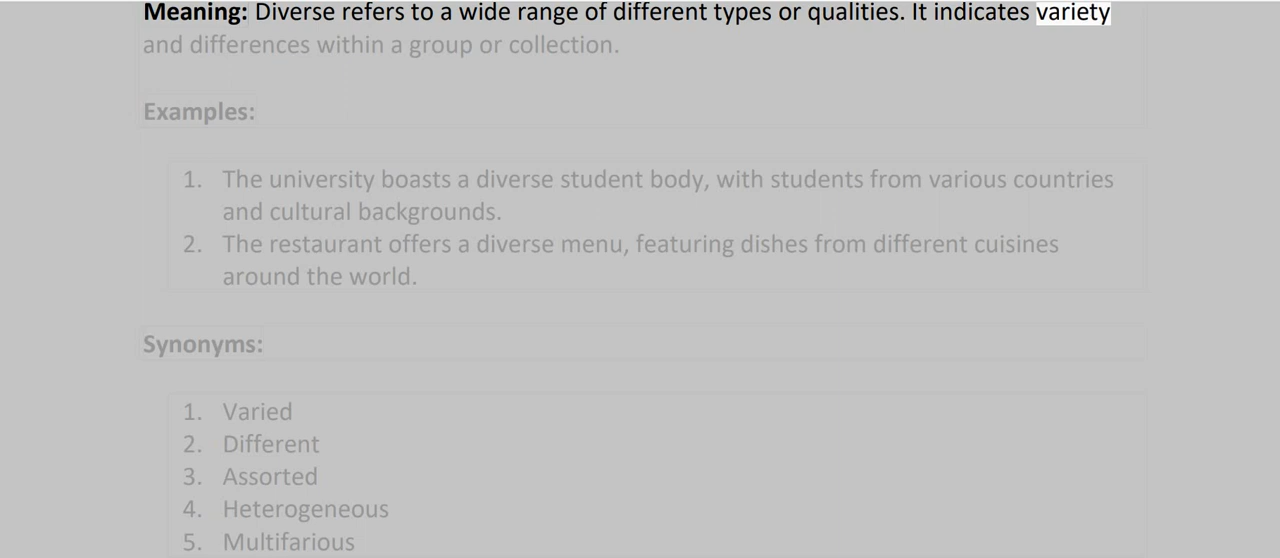 Meaning: Diverse refers to a wide range of different types or qualities. It indicates variety
and differences within a group or collection.
Examples:
1. The university boasts a diverse student body, with students from various countries
and cultural backgrounds.
2. The restaurant offers a diverse menu, featuring dishes from different cuisines
around the world.
Synonyms:
1. Varied
2. Different
3. Assorted
4. Heterogeneous
5. Multifarious